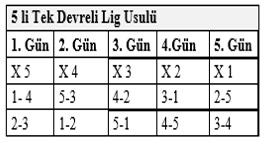 5 li Tek Devreli Lig Usulü
1. Gün 2. Gün 3. Gün 4.Gün 5. Gün
X 5 X 4 X 3 X 2 X 1
1- 4 5-3 4-2 3-1 2-5
2-3 1-2 5-1 4-5 3-4